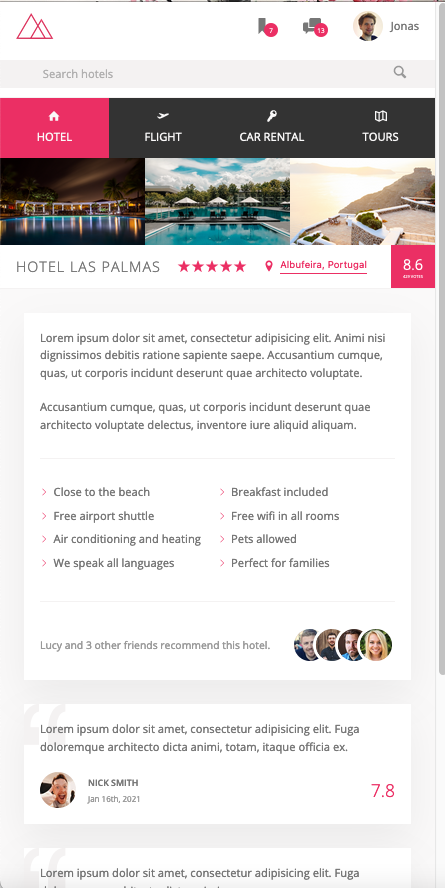 7
13
Jonas
Search hotels
HOTEL
FLIGHT
CAR RENTAL
TOURS
HOTEL LAS PALMAS
Albufeira, Portugal
8.6
429 VOTES
Lorem ipsum dolor sit amet, consectetur adipisicing elit. Animi nisi
dignissimos debitis ratione sapiente saepe. Accusantium cumque,
quas, ut corporis incidunt deserunt quae architecto voluptate.
Accusantium cumque, quas, ut corporis incidunt deserunt quae
architecto voluptate delectus, inventore iure aliquid aliquam.
Close to the beach
Breakfast included
Free airport shuttle
Free wifi in all rooms
Air conditioning and heating
Pets allowed
We speak all languages
Perfect for families
Lucy and 3 other friends recommend this hotel.
Lorem ipsum dolor sit amet, consectetur adipisicing elit. Fuga
doloremque architecto dicta animi, totam, itaque officia ex.
NICK SMITH
Jan 16th, 2021
7.8
Lorem ipsum dolor sit amet, consectetur adipisicing elit. Fuga